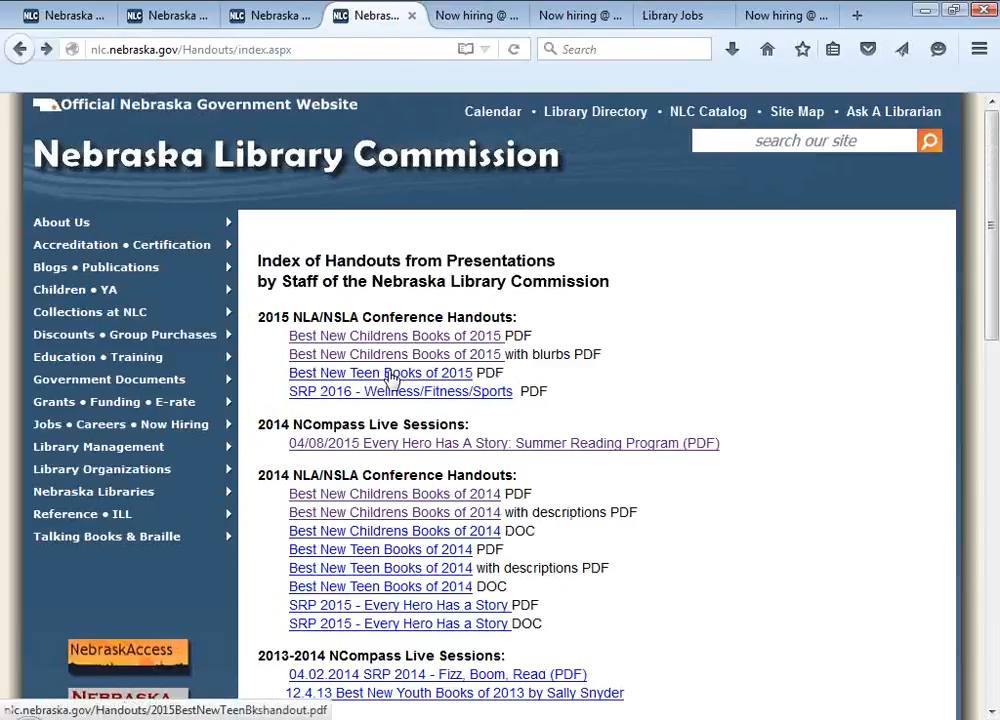 Nebraska ...
Nebraska ...
Nebraska ...
Nebras...
Now hiring @ ...
Now hiring @ ...
Library Jobs
Now hiring @ ...
nlc.nebraska.gov/Handouts/index.aspx
Search
Official Nebraska Government Website
Calendar • Library Directory • NLC Catalog • Site Map • Ask A Librarian
Nebraska Library Commission
search our site
About Us
Accreditation • Certification
Blogs • Publications
Children • YA
Collections at NLC
Discounts • Group Purchases
Education • Training
Government Documents
Grants • Funding • E-rate
Jobs • Careers • Now Hiring
Library Management
Library Organizations
Nebraska Libraries
Reference • ILL
Talking Books & Braille
NebraskAccess
NEBRASKA
Index of Handouts from Presentations
by Staff of the Nebraska Library Commission
2015 NLA/NSLA Conference Handouts:
Best New Childrens Books of 2015 PDF
Best New Childrens Books of 2015 with blurbs PDF
Best New Teen Books of 2015 PDF
SRP 2016 - Wellness/Fitness/Sports PDF
2014 NCompass Live Sessions:
04/08/2015 Every Hero Has A Story: Summer Reading Program (PDF)
2014 NLA/NSLA Conference Handouts:
Best New Childrens Books of 2014 PDF
Best New Childrens Books of 2014 with descriptions PDF
Best New Childrens Books of 2014 DOC
Best New Teen Books of 2014 PDF
Best New Teen Books of 2014 with descriptions PDF
Best New Teen Books of 2014 DOC
SRP 2015 - Every Hero Has a Story PDF
SRP 2015 - Every Hero Has a Story DOC
2013-2014 NCompass Live Sessions:
04.02.2014 SRP 2014 - Fizz, Boom, Read (PDF)
12.4.13 Best New Youth Books of 2013 by Sally Snyder
nlc.nebraska.gov/Handouts/2015BestNewTeenBkshandout.pdf